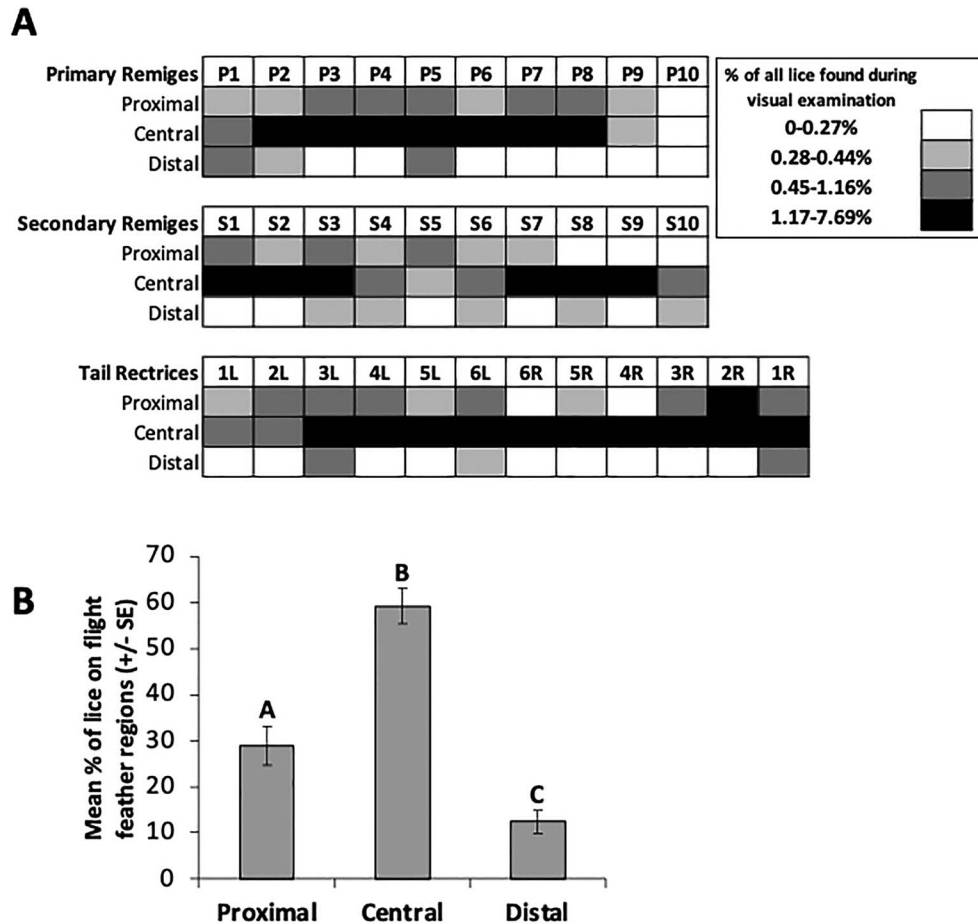 A
Primary Remiges P1 P2 P3 P4 P5 P6 P7 P8 P9 P10
Proximal
Central
Distal
% of all lice found during
visual examination
0-0.27%
0.28-0.44%
0.45-1.16%
1.17-7.69%
Secondary Remiges S1 S2 S3 S4 S5 S6 S7 S8 S9 S10
Proximal
Central
Distal
Tail Rectrices 1L 2L 3L 4L 5L 6L 6R 5R 4R 3R 2R 1R
Proximal
Central
Distal
B
Mean % of lice on flight
feather regions (+/- SE)
70
60
50
40
30
20
10
0
A
B
C
Proximal Central Distal